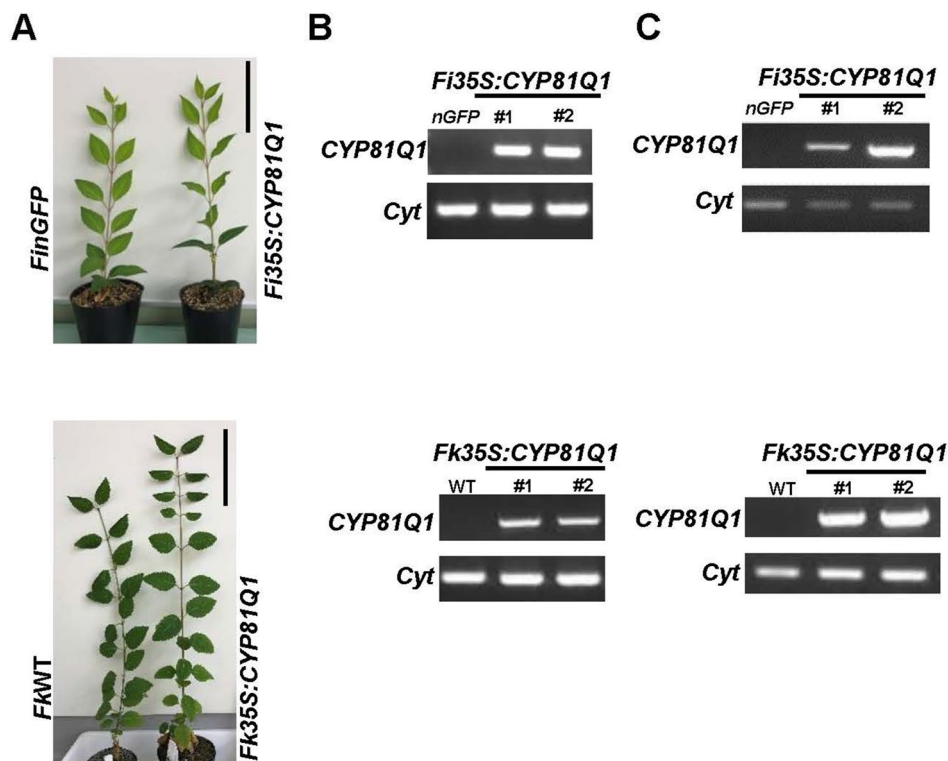 A
B
C
FinGFP
Fi35S:CYP81Q1
Fi35S:CYP81Q1
nGFP #1 #2
CYP81Q1
Cyt
Fi35S:CYP81Q1
nGFP #1 #2
CYP81Q1
Cyt
FkWT
Fk35S:CYP81Q1
Fk35S:CYP81Q1
WT #1 #2
CYP81Q1
Cyt
Fk35S:CYP81Q1
WT #1 #2
CYP81Q1
Cyt